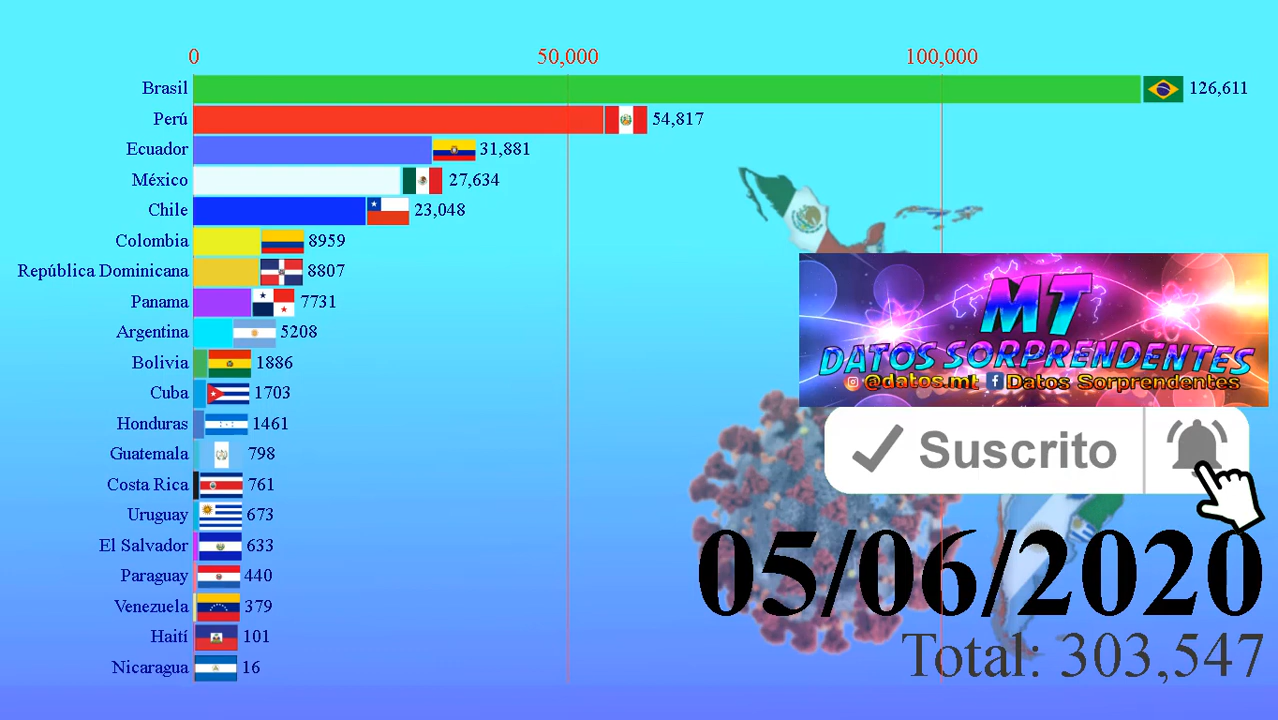 0 50,000 100,000
Brasil 126,611
Perú 54,817
Ecuador 31,881
México 27,634
Chile 23,048
Colombia 8959
República Dominicana 8807
Panama 7731
Argentina 5208
Bolivia 1886
Cuba 1703
Honduras 1461
Guatemala 798
Costa Rica 761
Uruguay 673
El Salvador 633
Paraguay 440
Venezuela 379
Haití 101
Nicaragua 16
MT
DATOS SORPRENDENTES
@datos.mt Datos Sorprendentes
Suscrito
05/06/2020
Total: 303,547